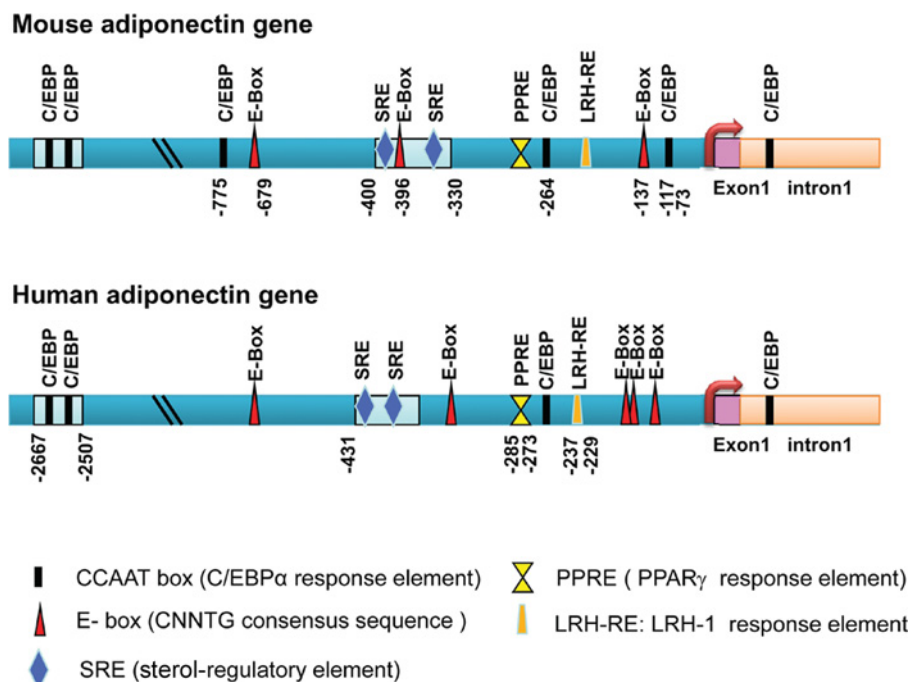 Mouse adiponectin gene
C/EBP C/EBP C/EBP E-Box SRE E-Box SRE PPRE C/EBP LRH-RE E-Box C/EBP C/EBP
-775 -679 -400 -396 -330 -264 -137 -117 -73 Exon1 intron1
Human adiponectin gene
C/EBP C/EBP E-Box SRE SRE E-Box PPRE C/EBP LRH-RE E-Box E-Box E-Box C/EBP
-2667 -2507 -431 -285 -273 -237 -229 Exon1 intron1
CCAAT box (C/EBPα response element)
PPRE ( PPARγ response element)
E- box (CNNTG consensus sequence )
LRH-RE: LRH-1 response element
SRE (sterol-regulatory element)